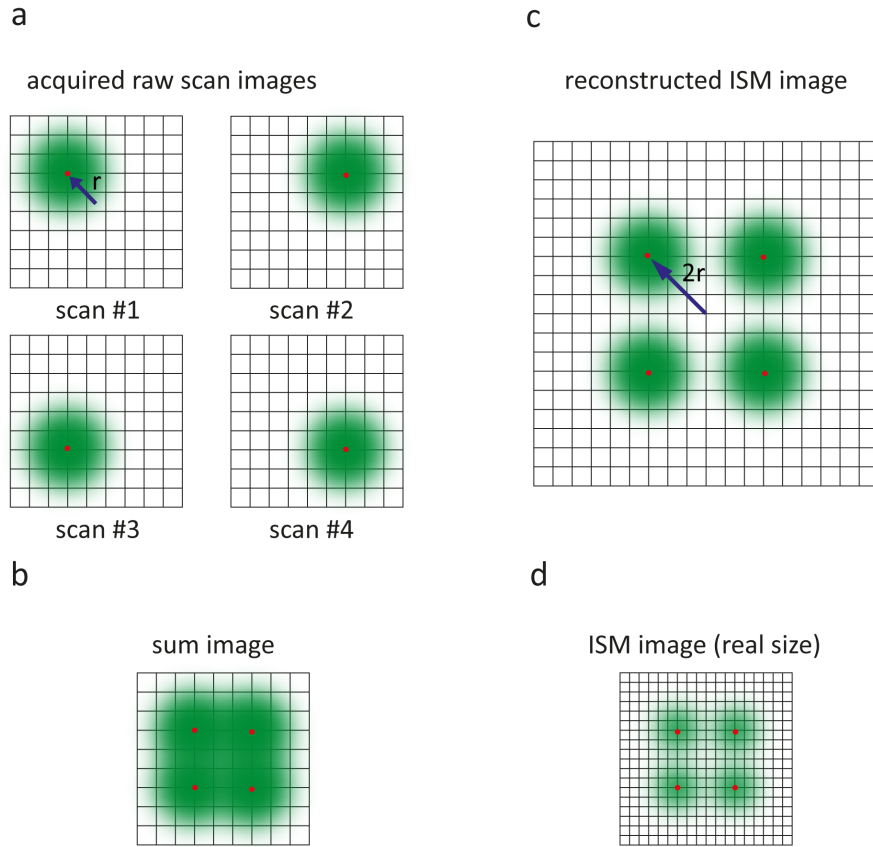 a
acquired raw scan images
r
scan #1
scan #2
scan #3
scan #4
b
sum image
c
reconstructed ISM image
2r
d
ISM image (real size)